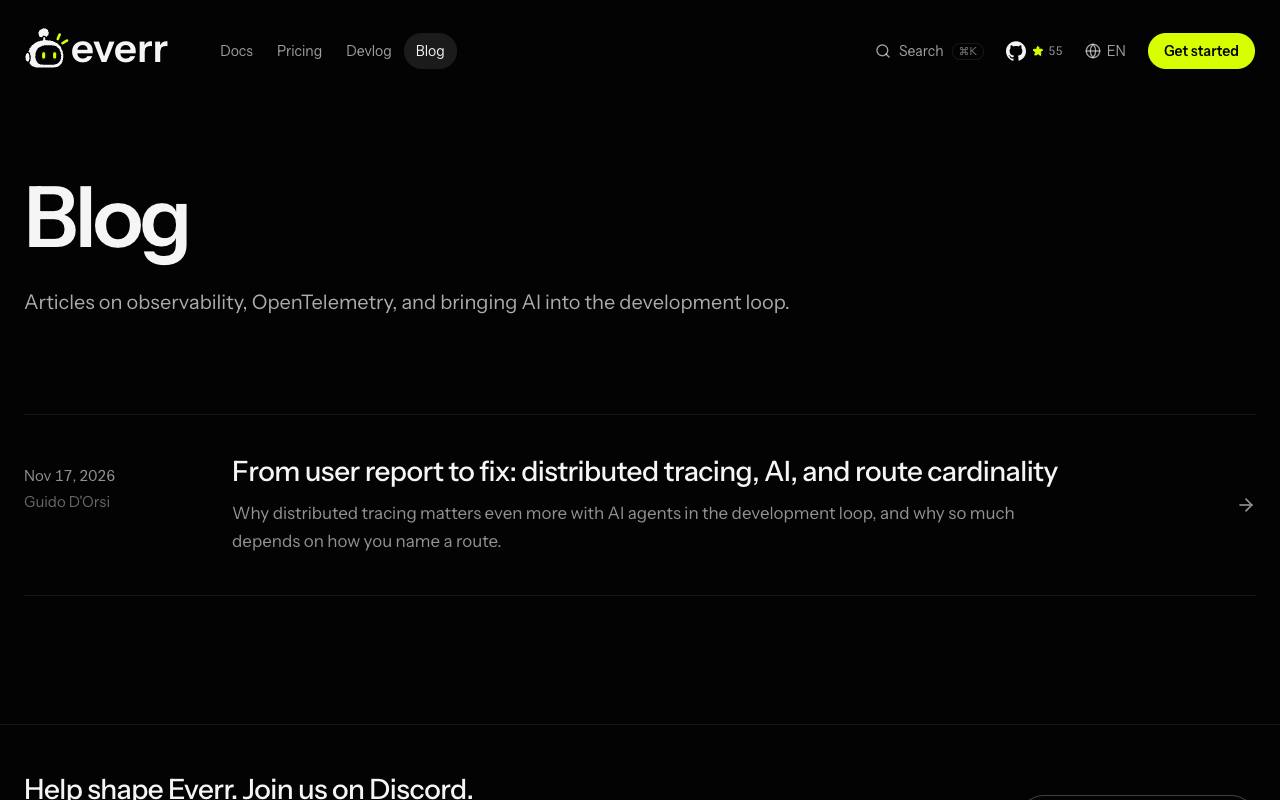 everr
Docs
Pricing
Devlog
Blog
Search
⌘K
55
EN
Get started
Blog
Articles on observability, OpenTelemetry, and bringing AI into the development loop.
Nov 17, 2026
Guido D'Orsi
From user report to fix: distributed tracing, AI, and route cardinality
Why distributed tracing matters even more with AI agents in the development loop, and why so much
depends on how you name a route.
Help shape Everr. Join us on Discord.